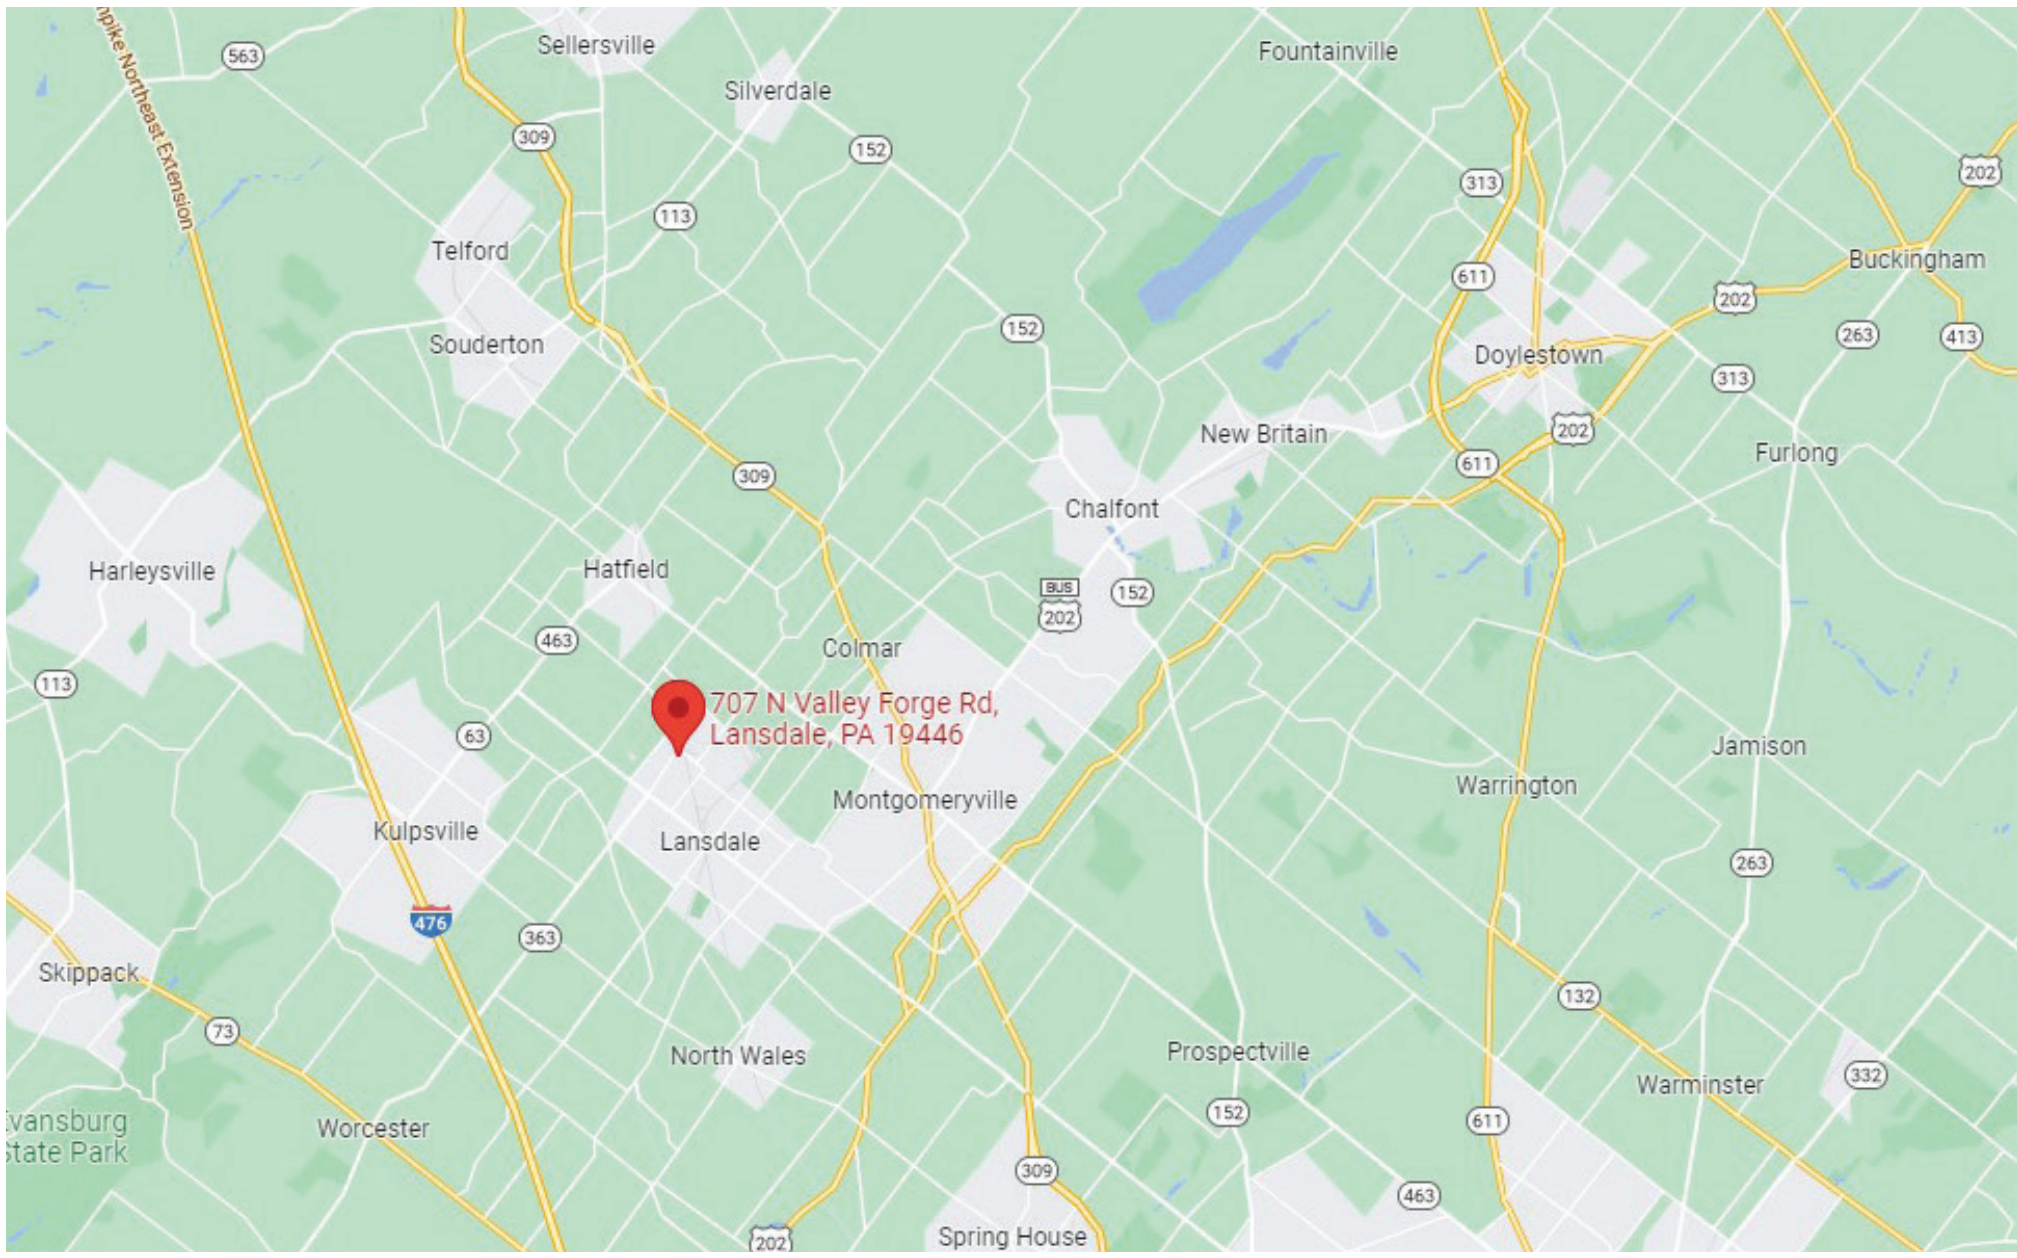 npike Northeast Extension
563
Sellersville
Silverdale
Fountainville
309
152
313
202
113
Telford
611
Buckingham
202
152
263
413
Souderton
Doylestown
313
202
New Britain
Furlong
611
309
Chalfont
Harleysville
Hatfield
BUS
202
152
463
Colmar
113
707 N Valley Forge Rd,
Lansdale, PA 19446
63
Jamison
Warrington
Montgomeryville
Kulpsville
Lansdale
263
476
363
Skippack
132
73
North Wales
Prospectville
332
Warminster
Evansburg
State Park
Worcester
152
611
309
463
202
Spring House